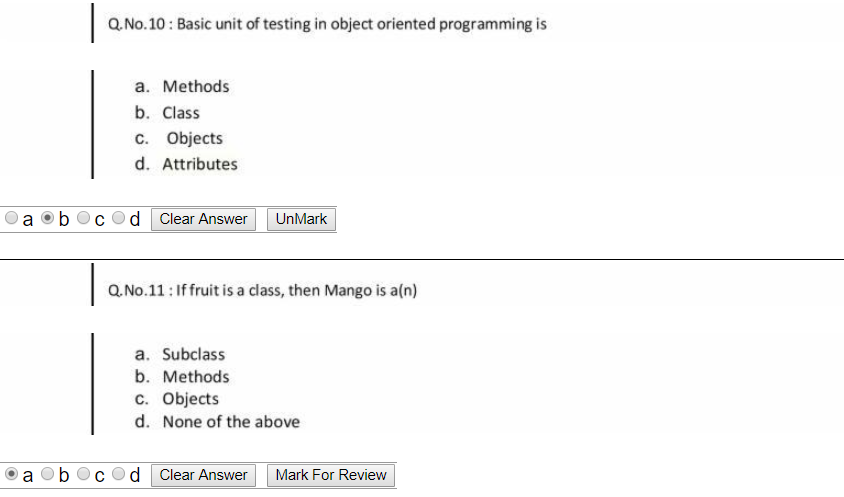 Q.No.10 : Basic unit of testing in object oriented programming is
a. Methods
b. Class
c. Objects
d. Attributes
a b c d Clear Answer UnMark
Q.No.11 : If fruit is a class, then Mango is a(n)
a. Subclass
b. Methods
c. Objects
d. None of the above
a b c d Clear Answer Mark For Review